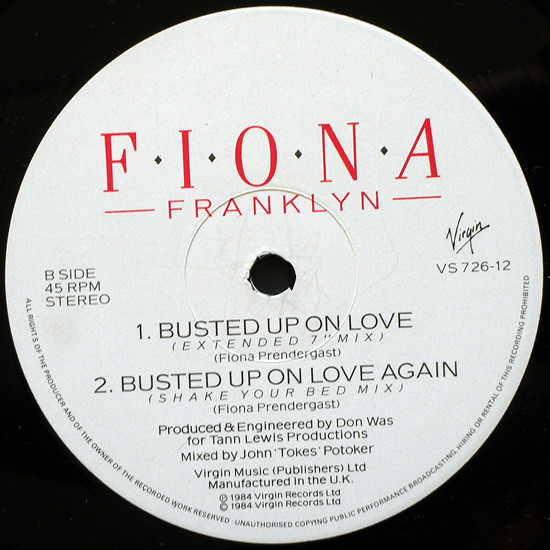 F·I·O·N·A
FRANKLYN
Virgin
VS 726-12
B SIDE
45 RPM
STEREO
1. BUSTED UP ON LOVE
(EXTENDED 7" MIX)
(Fiona Prendergast)
2. BUSTED UP ON LOVE AGAIN
(SHAKE YOUR BED MIX)
(Fiona Prendergast)
Produced & Engineered by Don Was
for Tann Lewis Productions
Mixed by John 'Tokes' Potoker
Virgin Music (Publishers) Ltd
Manufactured in the U.K.
℗ 1984 Virgin Records Ltd
© 1984 Virgin Records Ltd
ALL RIGHTS OF THE PRODUCER AND OF THE OWNER OF THE RECORDED WORK RESERVED · UNAUTHORISED COPYING PUBLIC PERFORMANCE BROADCASTING, HIRING OR RENTAL OF THIS RECORDING PROHIBITED